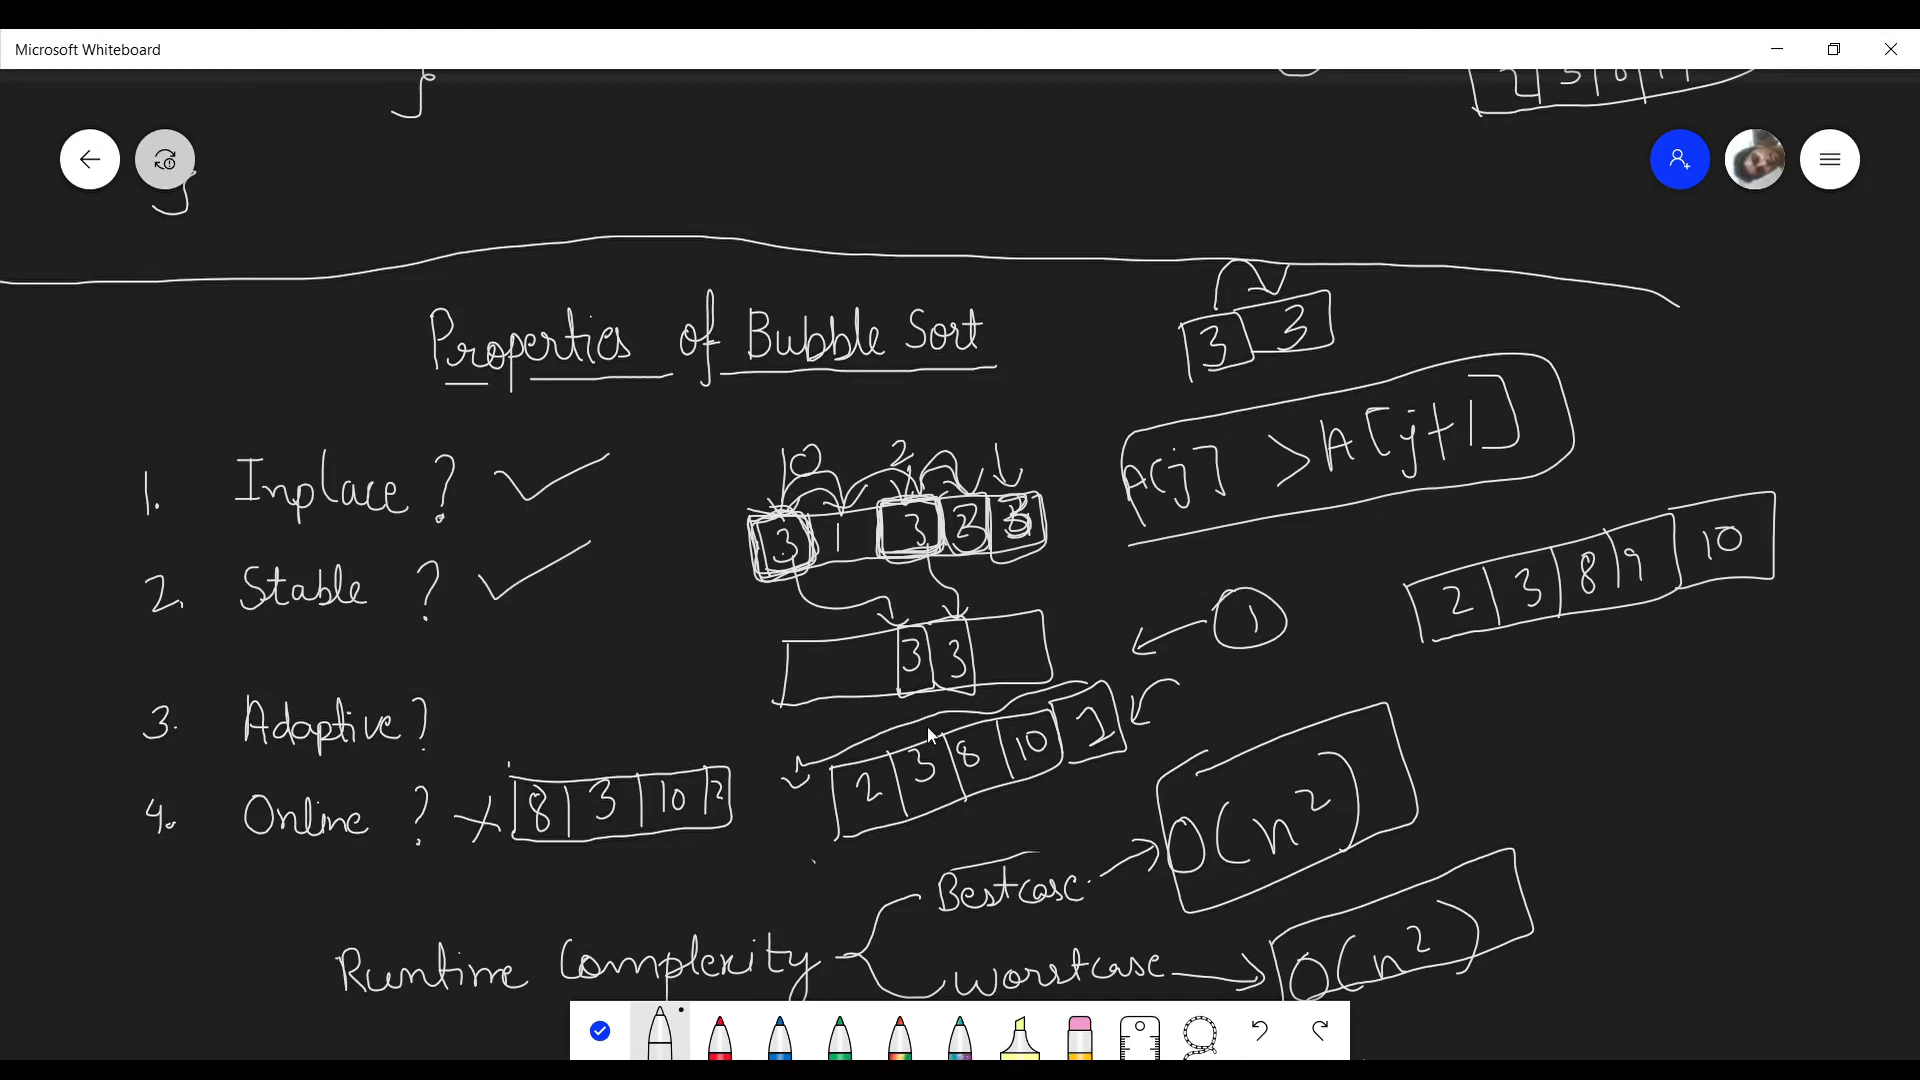 Microsoft Whiteboard
Properties of Bubble Sort
3 3
A[j] > A[j+1]
1. Inplace ? ✓
0 2
3 1 3
2. Stable ? ✓
2 3 8 9 10
3 3
1
3. Adaptive ?
2 3 8 10 1
4. Online ? × 8 3 10 2
Bestcase → O(n²)
Runtime Complexity
Worstcase → O(n²)